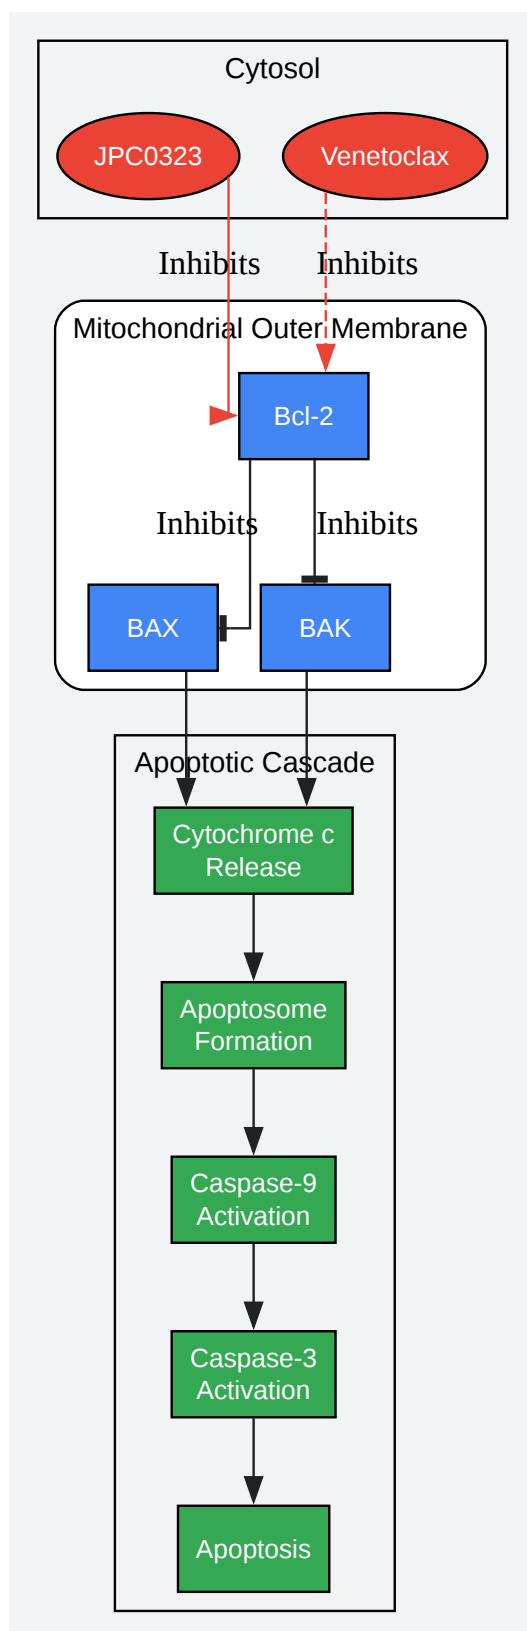 Cytosol
JPC0323
Venetoclax
Inhibits
Inhibits
Mitochondrial Outer Membrane
Bcl-2
Inhibits
Inhibits
BAX
BAK
Apoptotic Cascade
Cytochrome c
Release
Apoptosome
Formation
Caspase-9
Activation
Caspase-3
Activation
Apoptosis